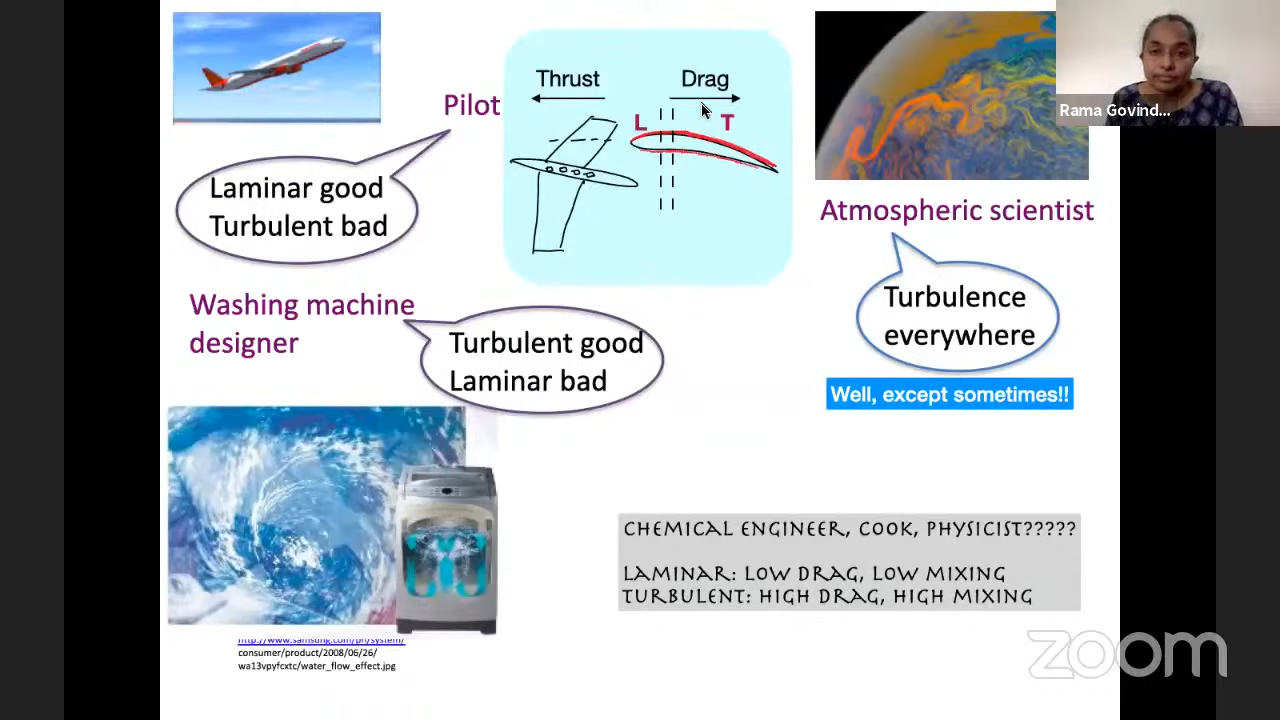 Thrust
Drag
L
T
Pilot
Laminar good
Turbulent bad
Rama Govind...
Atmospheric scientist
Turbulence
everywhere
Well, except sometimes!!
Washing machine
designer
Turbulent good
Laminar bad
CHEMICAL ENGINEER, COOK, PHYSICIST?????
LAMINAR: LOW DRAG, LOW MIXING
TURBULENT: HIGH DRAG, HIGH MIXING
http://www.samsung.com/ph/system/
consumer/product/2008/06/26/
wa13vpyfcxtc/water_flow_effect.jpg
zoom